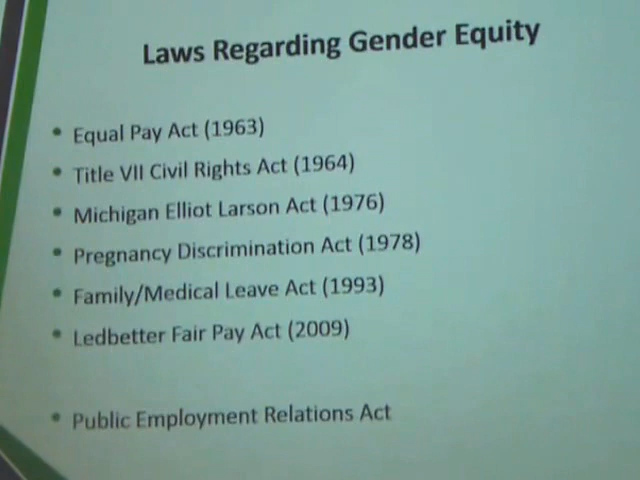 Laws Regarding Gender Equity
• Equal Pay Act (1963)
• Title VII Civil Rights Act (1964)
• Michigan Elliot Larson Act (1976)
• Pregnancy Discrimination Act (1978)
• Family/Medical Leave Act (1993)
• Ledbetter Fair Pay Act (2009)
• Public Employment Relations Act